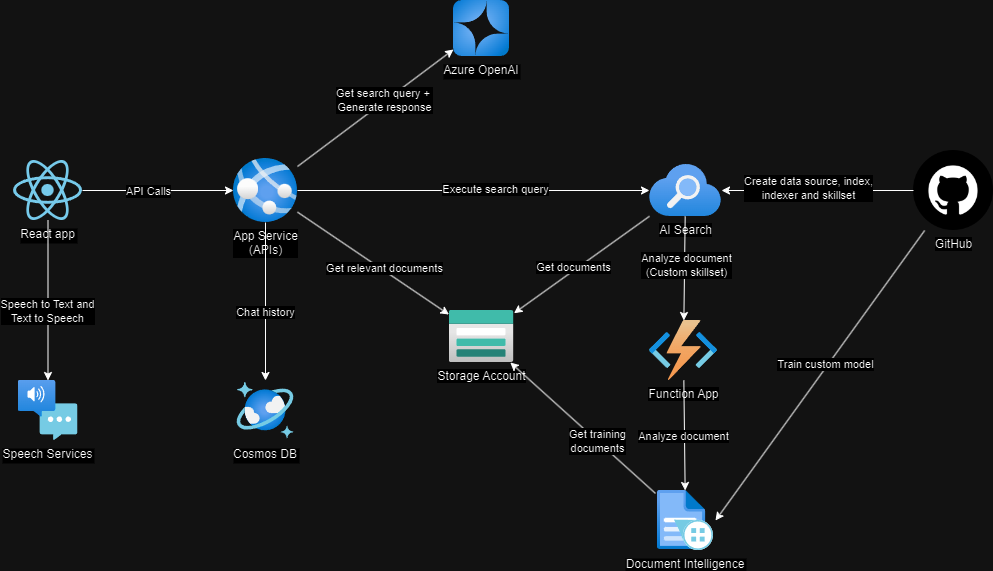 Azure OpenAI
Get search query +
Generate response
React app
API Calls
App Service
(APIs)
Execute search query
AI Search
Create data source, index,
indexer and skillset
GitHub
Get relevant documents
Get documents
Analyze document
(Custom skillset)
Speech to Text and
Text to Speech
Chat history
Storage Account
Function App
Train custom model
Speech Services
Cosmos DB
Get training
documents
Analyze document
Document Intelligence